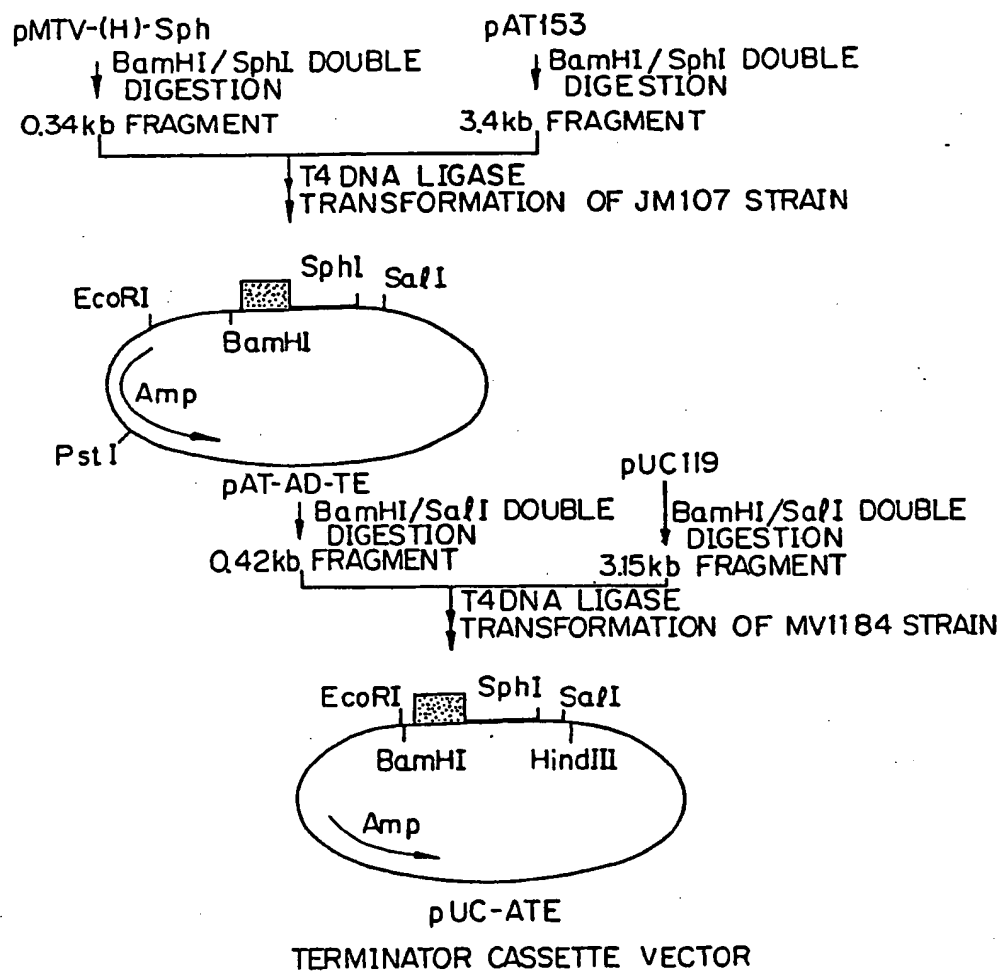 pMTV-(H)-Sph
pAT153
BamHI/SphI DOUBLE
DIGESTION
BamHI/SphI DOUBLE
DIGESTION
0.34kb FRAGMENT
3.4kb FRAGMENT
T4 DNA LIGASE
TRANSFORMATION OF JM107 STRAIN
SphI
SalI
EcoRI
BamHI
Amp
PstI
pAT-AD-TE
pUC119
BamHI/SalI DOUBLE
DIGESTION
BamHI/SalI DOUBLE
DIGESTION
0.42kb FRAGMENT
3.15kb FRAGMENT
T4 DNA LIGASE
TRANSFORMATION OF MV1184 STRAIN
EcoRI
SphI
SalI
BamHI
HindIII
Amp
pUC-ATE
TERMINATOR CASSETTE VECTOR